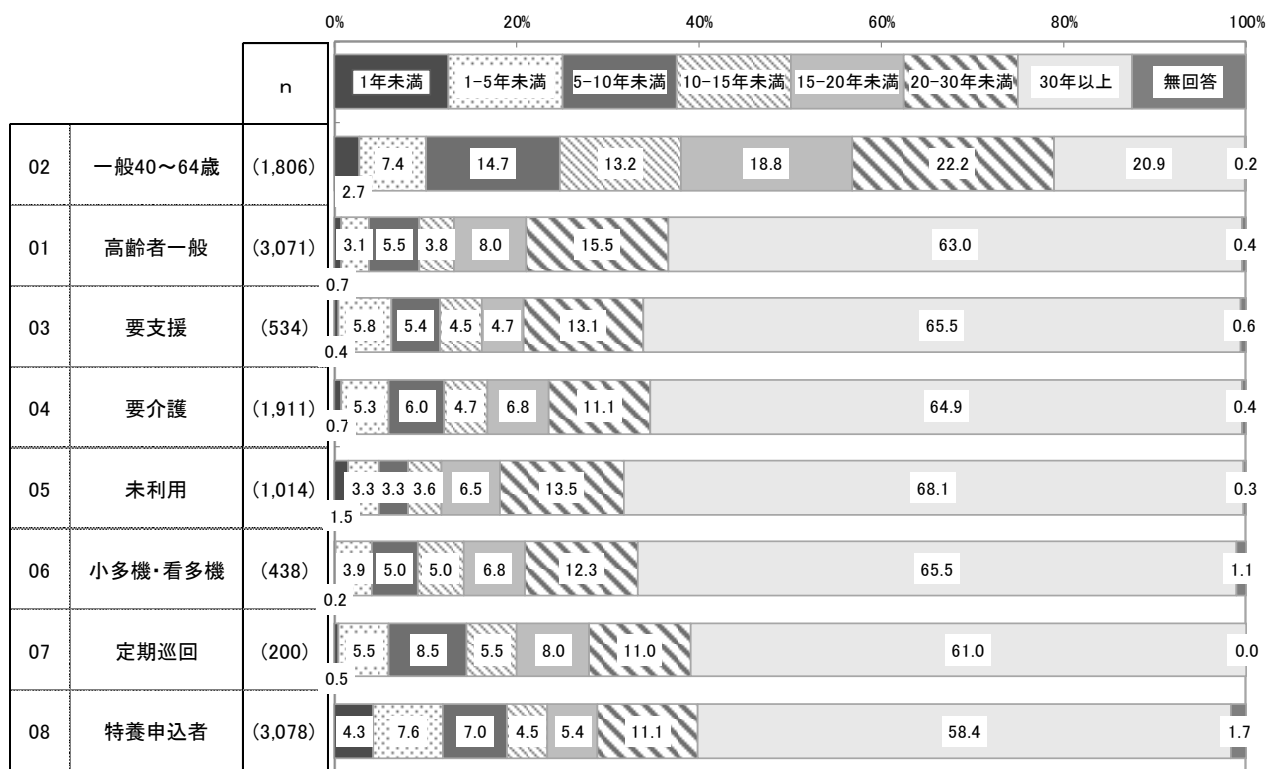 0% 20% 40% 60% 80% 100%
n 1年未満 1-5年未満 5-10年未満 10-15年未満 15-20年未満 20-30年未満 30年以上 無回答
02 一般40～64歳 (1,806) 7.4 14.7 13.2 18.8 22.2 20.9 0.2
2.7
01 高齢者一般 (3,071) 3.1 5.5 3.8 8.0 15.5 63.0 0.4
0.7
03 要支援 (534) 5.8 5.4 4.5 4.7 13.1 65.5 0.6
0.4
04 要介護 (1,911) 5.3 6.0 4.7 6.8 11.1 64.9 0.4
0.7
05 未利用 (1,014) 3.3 3.3 3.6 6.5 13.5 68.1 0.3
1.5
06 小多機・看多機 (438) 3.9 5.0 5.0 6.8 12.3 65.5 1.1
0.2
07 定期巡回 (200) 5.5 8.5 5.5 8.0 11.0 61.0 0.0
0.5
08 特養申込者 (3,078) 4.3 7.6 7.0 4.5 5.4 11.1 58.4 1.7